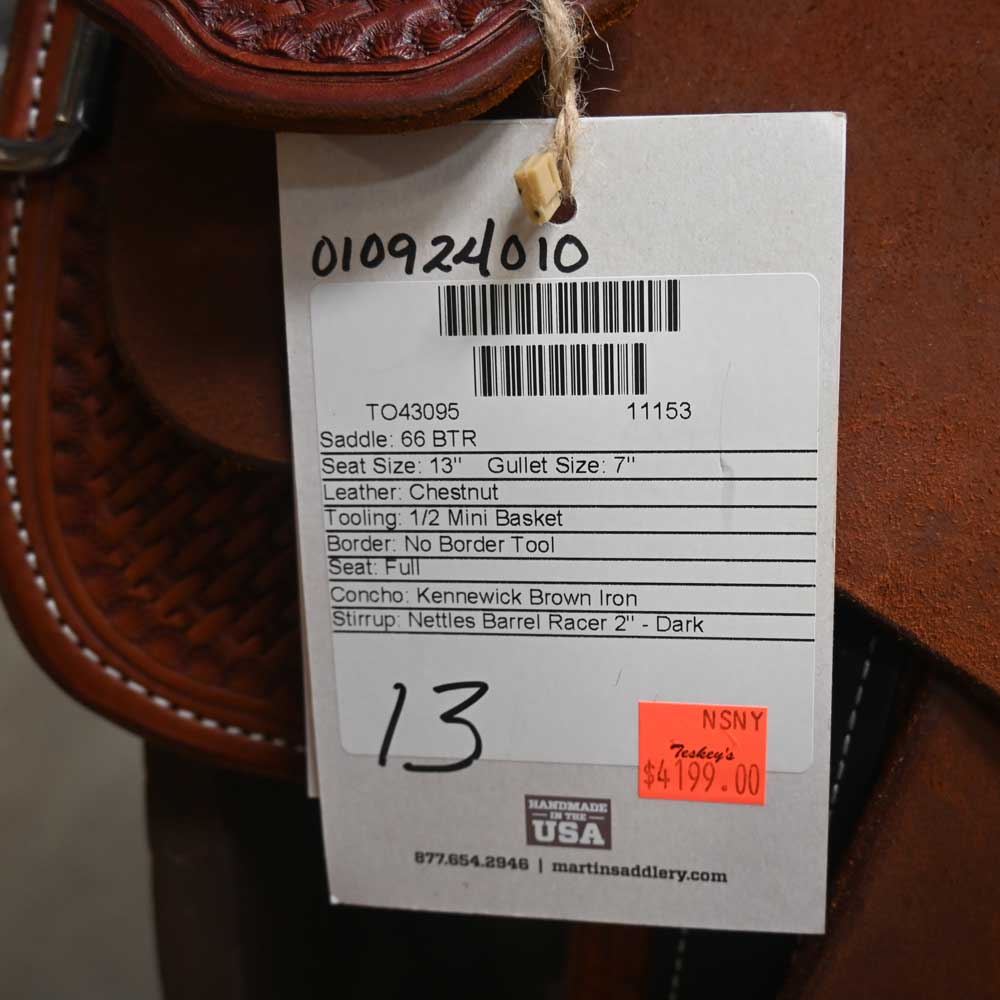 010924010
TO43095 11153
Saddle: 66 BTR
Seat Size: 13" Gullet Size: 7"
Leather: Chestnut
Tooling: 1/2 Mini Basket
Border: No Border Tool
Seat: Full
Concho: Kennewick Brown Iron
Stirrup: Nettles Barrel Racer 2" - Dark
13
NSNY
Teskey's
$4199.00
HANDMADE
IN THE
USA
877.654.2946 | martinsaddlery.com